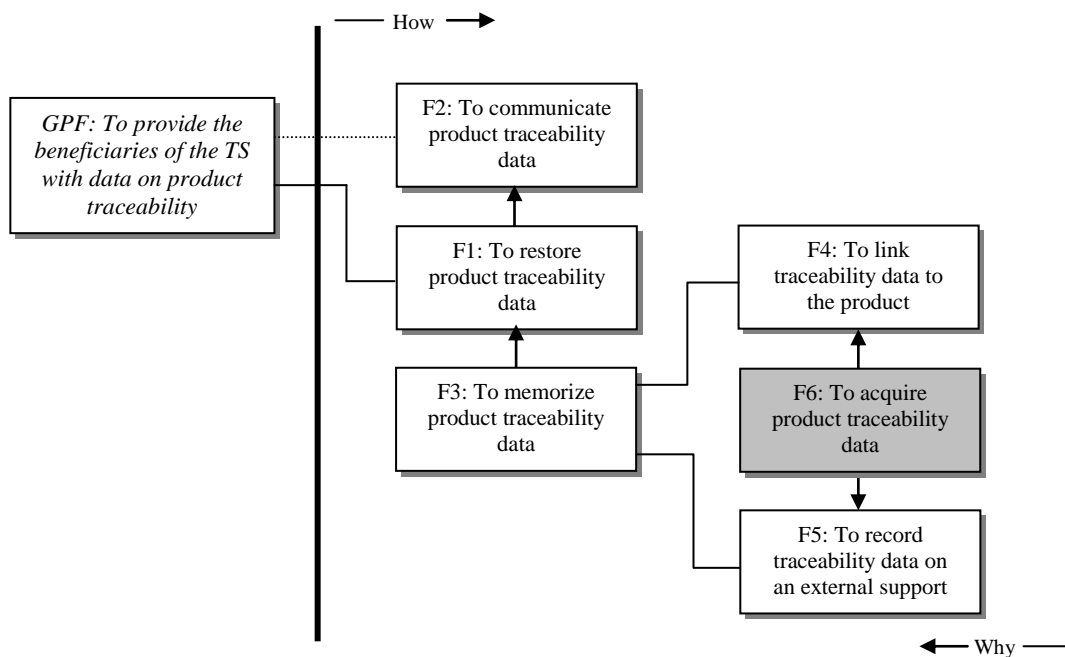 How
GPF: To provide the
beneficiaries of the TS
with data on product
traceability
F2: To communicate
product traceability
data
F1: To restore
product traceability
data
F4: To link
traceability data to
the product
F3: To memorize
product traceability
data
F6: To acquire
product traceability
data
F5: To record
traceability data on
an external support
Why